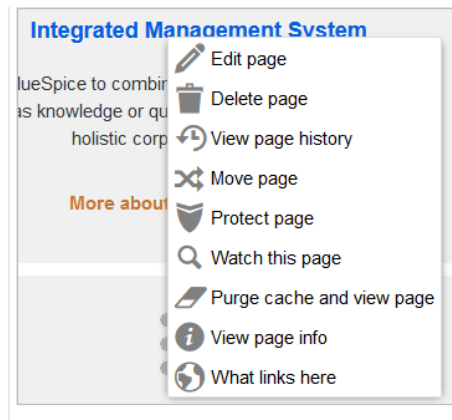 Integrated Management System
Edit page
lueSpice to combin
Delete page
as knowledge or qu
View page history
holistic corp
Move page
More about
Protect page
Watch this page
Purge cache and view page
View page info
What links here